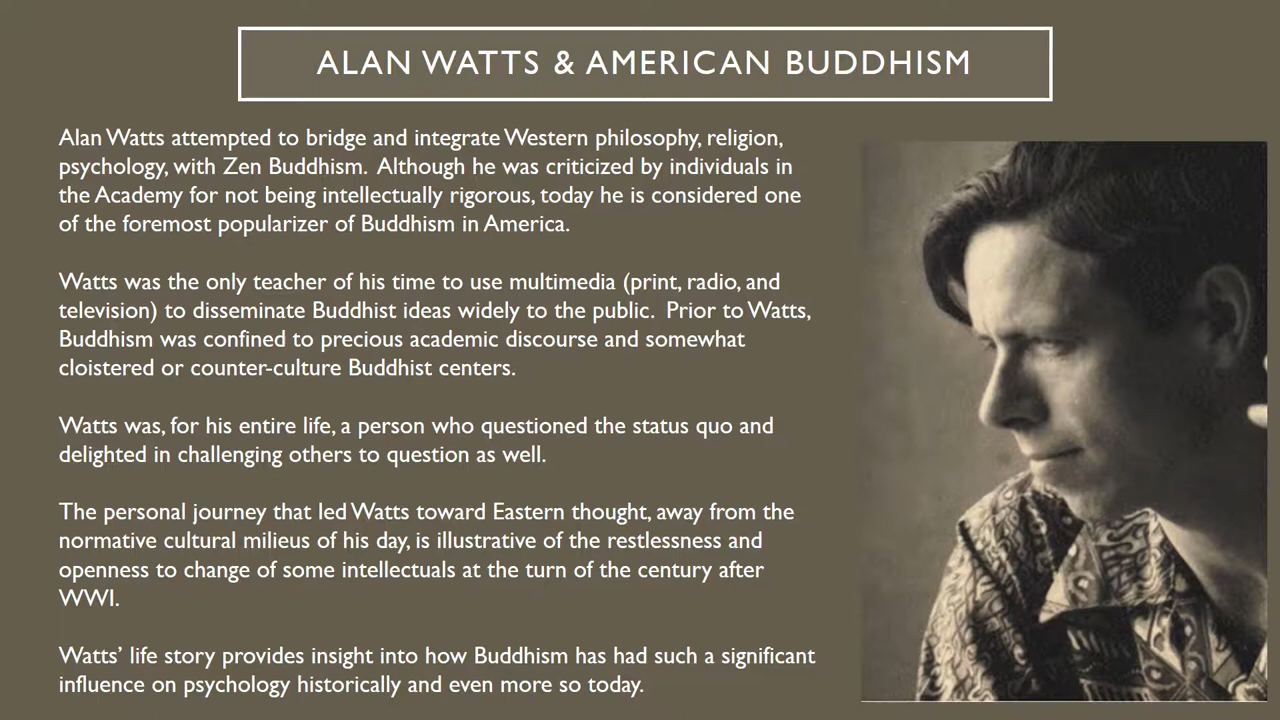 ALAN WATTS & AMERICAN BUDDHISM
Alan Watts attempted to bridge and integrate Western philosophy, religion,
psychology, with Zen Buddhism.  Although he was criticized by individuals in
the Academy for not being intellectually rigorous, today he is considered one
of the foremost popularizer of Buddhism in America.
Watts was the only teacher of his time to use multimedia (print, radio, and
television) to disseminate Buddhist ideas widely to the public.  Prior to Watts,
Buddhism was confined to precious academic discourse and somewhat
cloistered or counter-culture Buddhist centers.
Watts was, for his entire life, a person who questioned the status quo and
delighted in challenging others to question as well.
The personal journey that led Watts toward Eastern thought, away from the
normative cultural milieus of his day, is illustrative of the restlessness and
openness to change of some intellectuals at the turn of the century after
WWI.
Watts’ life story provides insight into how Buddhism has had such a significant
influence on psychology historically and even more so today.